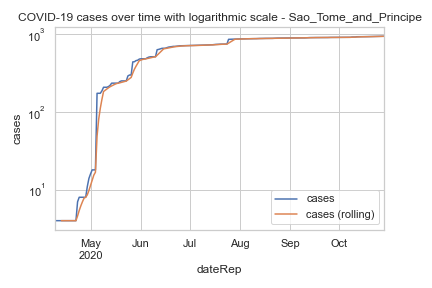 COVID-19 cases over time with logarithmic scale - Sao_Tome_and_Principe
10³
10²
10¹
cases
cases
cases (rolling)
May Jun Jul Aug Sep Oct
2020
dateRep